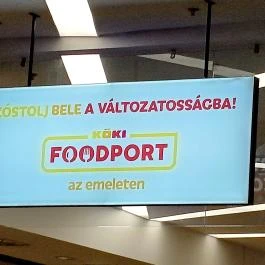 KÓSTOLJ BELE A VÁLTOZATOSSÁGBA!
KÖKI
FOODPORT
az emeleten